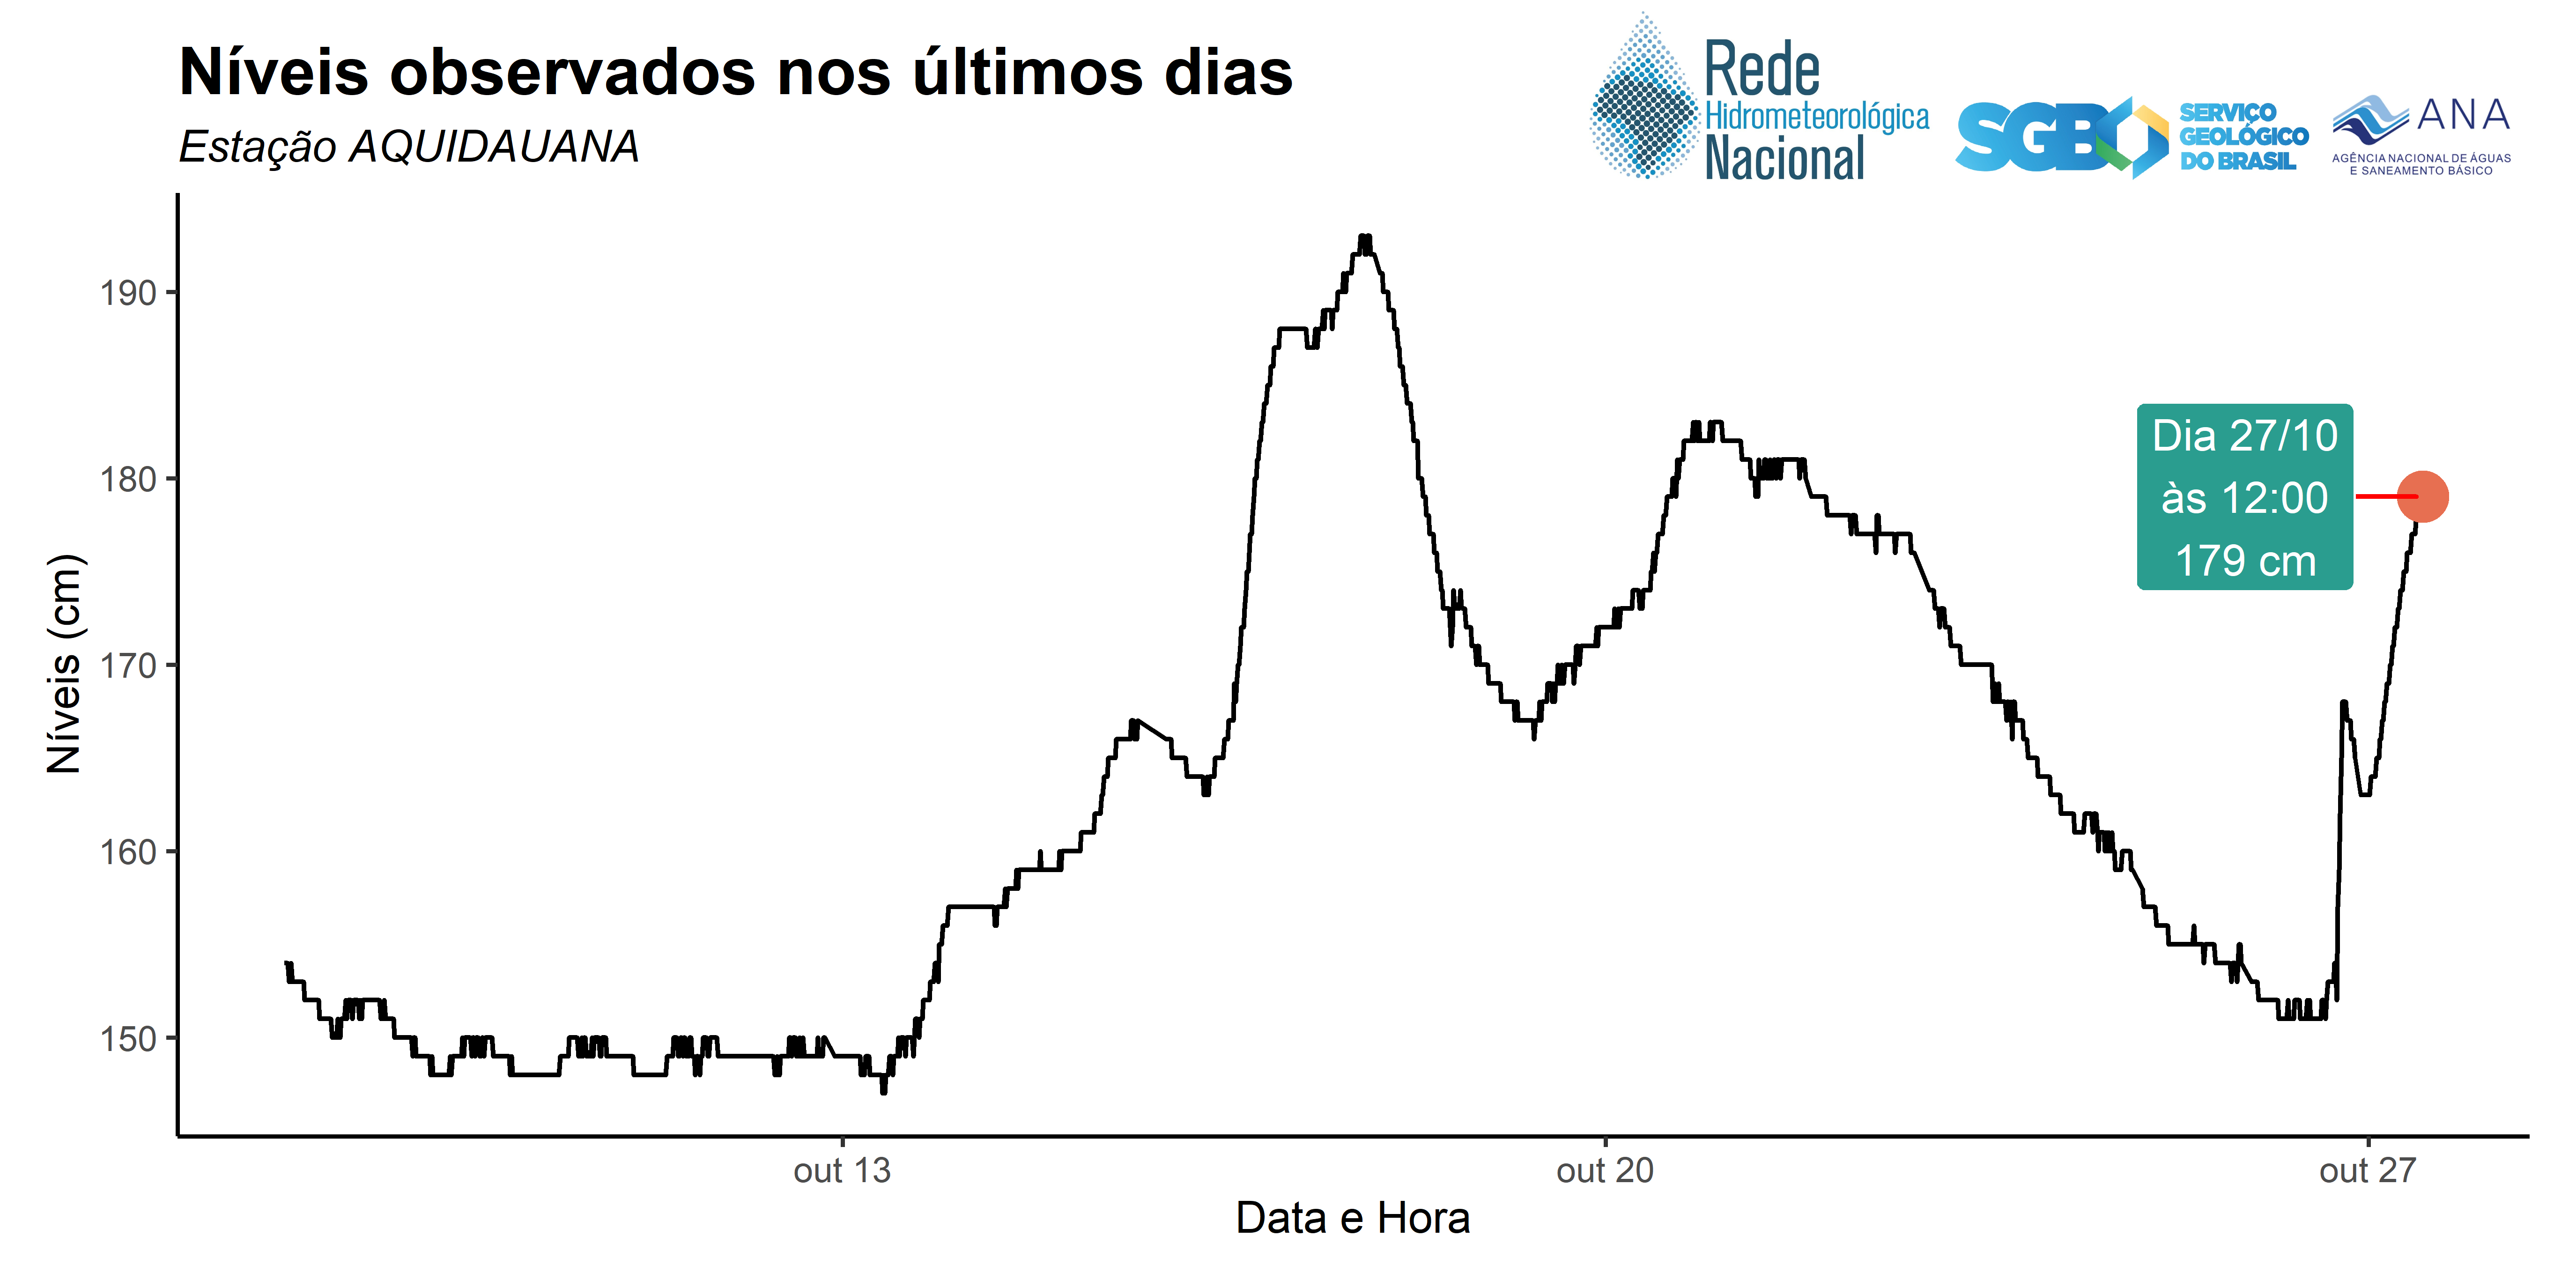 Níveis observados nos últimos dias
Estação AQUIDAUANA
Rede
Hidrometeorológica
Nacional
SGB
SERVIÇO
GEOLÓGICO
DO BRASIL
ANA
AGÊNCIA NACIONAL DE ÁGUAS
E SANEAMENTO BÁSICO
Níveis (cm)
190
180
170
160
150
Dia 27/10
às 12:00
179 cm
out 13
out 20
out 27
Data e Hora